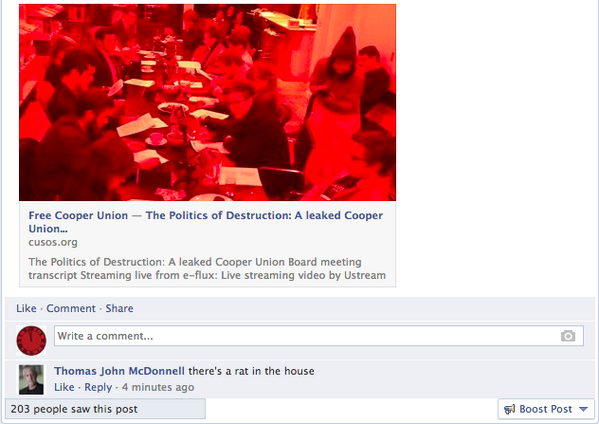 Free Cooper Union — The Politics of Destruction: A leaked Cooper
Union...
cusos.org
The Politics of Destruction: A leaked Cooper Union Board meeting
transcript Streaming live from e-flux: Live streaming video by Ustream
Like · Comment · Share
Write a comment...
Thomas John McDonnell there's a rat in the house
Like · Reply · 4 minutes ago
203 people saw this post
Boost Post